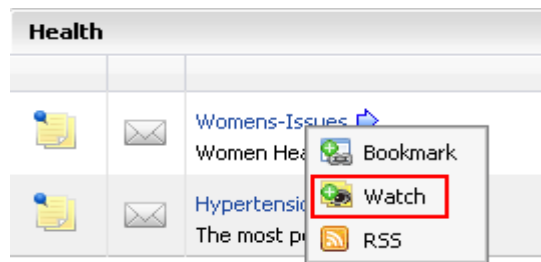 Health
Womens-Issues
Women Hea
Bookmark
Watch
Hypertensio
The most p
RSS